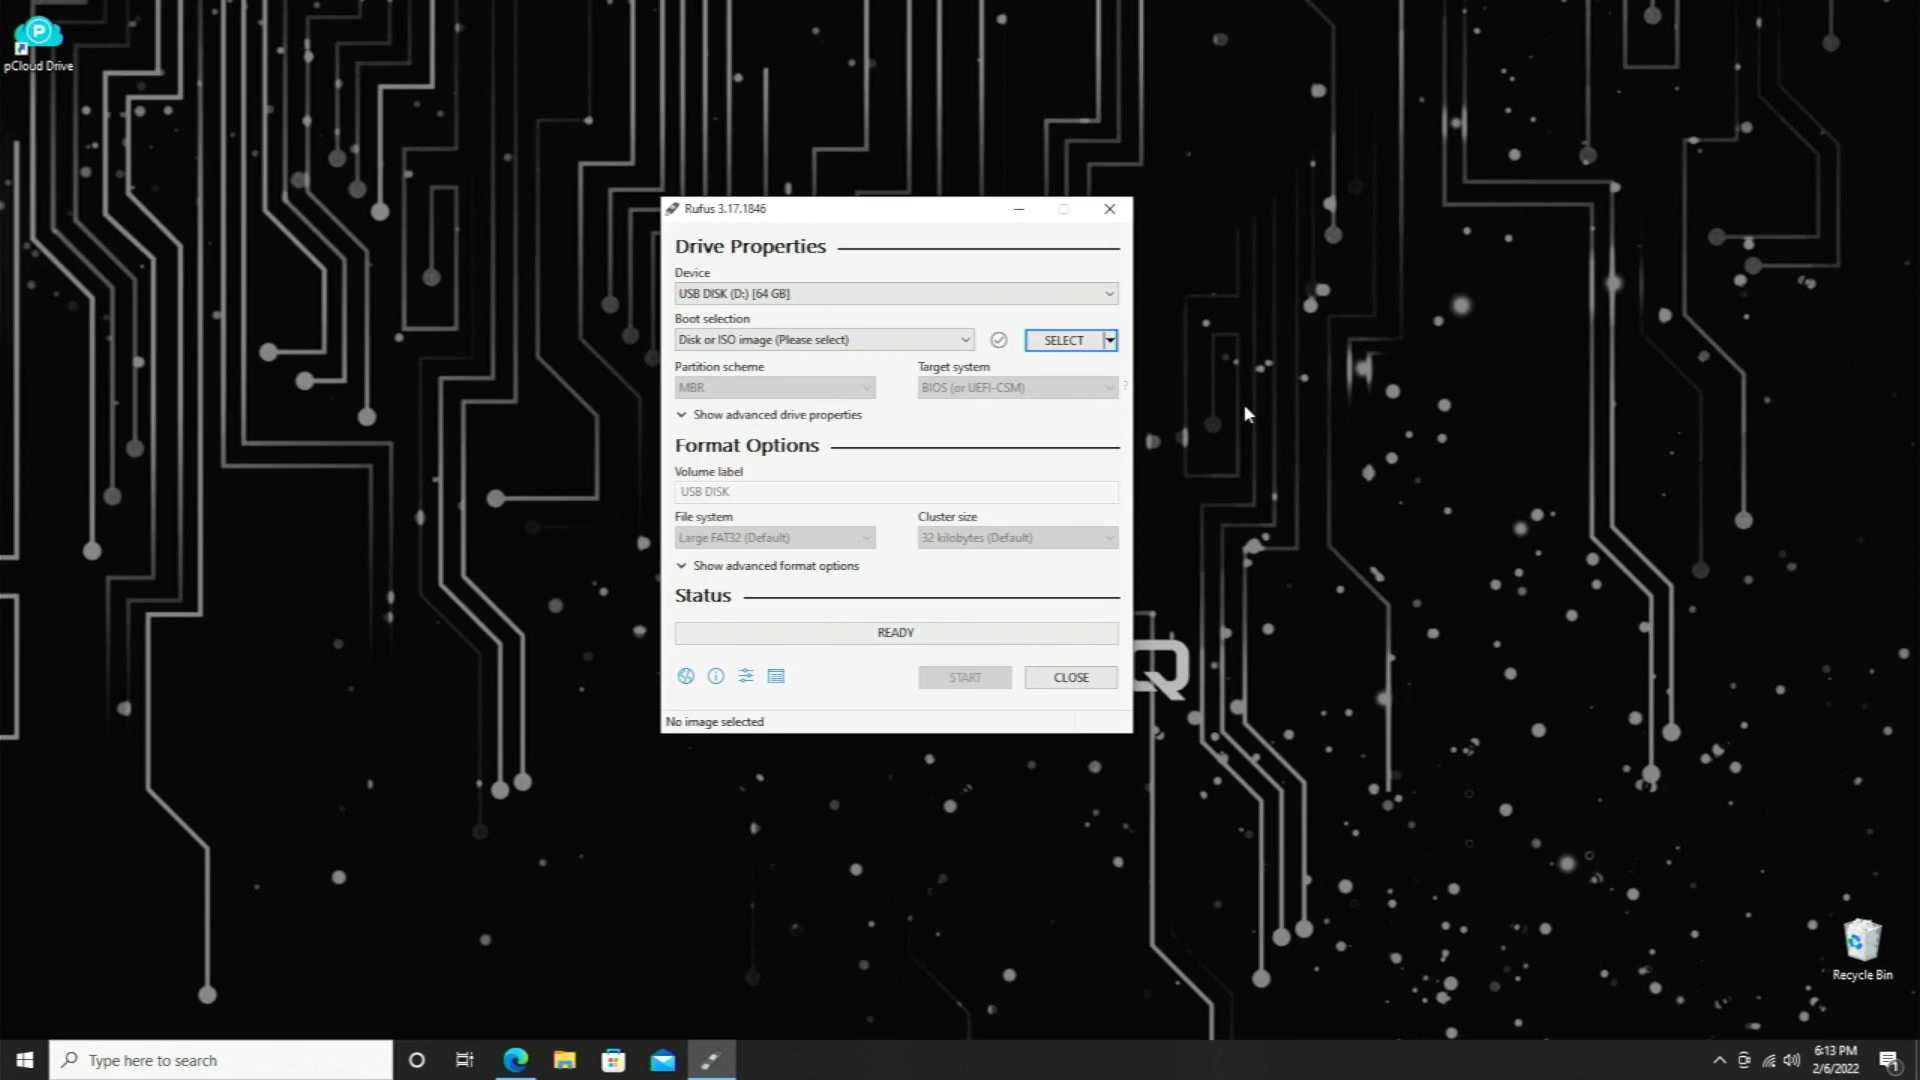 pCloud Drive
Rufus 3.17.1846
Drive Properties
Device
USB DISK (D:) [64 GB]
Boot selection
Disk or ISO image (Please select)
SELECT
Partition scheme
Target system
MBR
BIOS (or UEFI-CSM)
?
Show advanced drive properties
Format Options
Volume label
USB DISK
File system
Cluster size
Large FAT32 (Default)
32 kilobytes (Default)
Show advanced format options
Status
READY
START
CLOSE
No image selected
Q
Recycle Bin
Type here to search
6:13 PM
2/6/2022
1